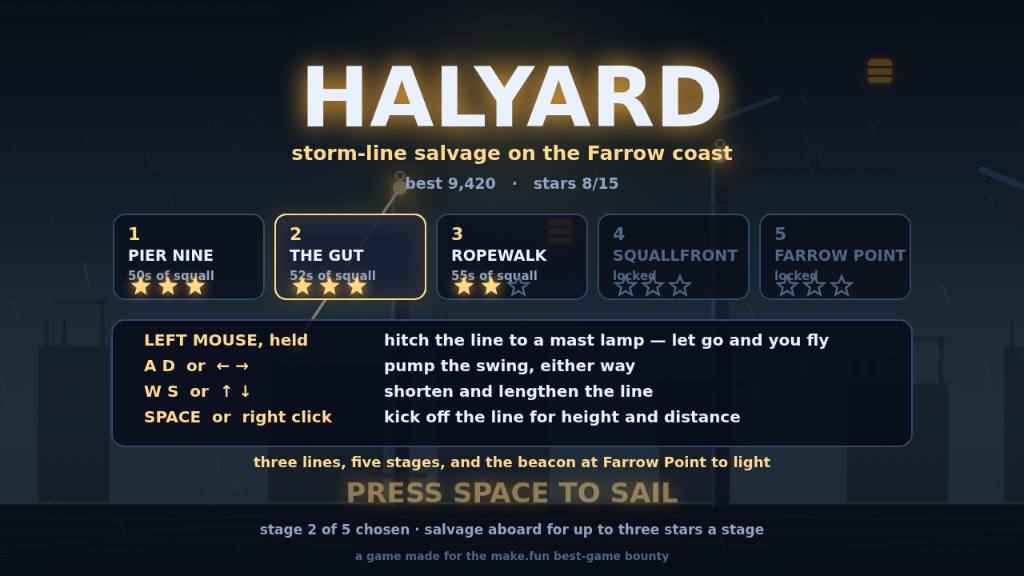 HALYARD
storm-line salvage on the Farrow coast
best 9,420 · stars 8/15
1
PIER NINE
50s of squall
2
THE GUT
52s of squall
3
ROPEWALK
55s of squall
4
SQUALLFRONT
locked
5
FARROW POINT
locked
LEFT MOUSE, held hitch the line to a mast lamp — let go and you fly
A D or ← → pump the swing, either way
W S or ↑ ↓ shorten and lengthen the line
SPACE or right click kick off the line for height and distance
three lines, five stages, and the beacon at Farrow Point to light
PRESS SPACE TO SAIL
stage 2 of 5 chosen · salvage aboard for up to three stars a stage
a game made for the make.fun best-game bounty